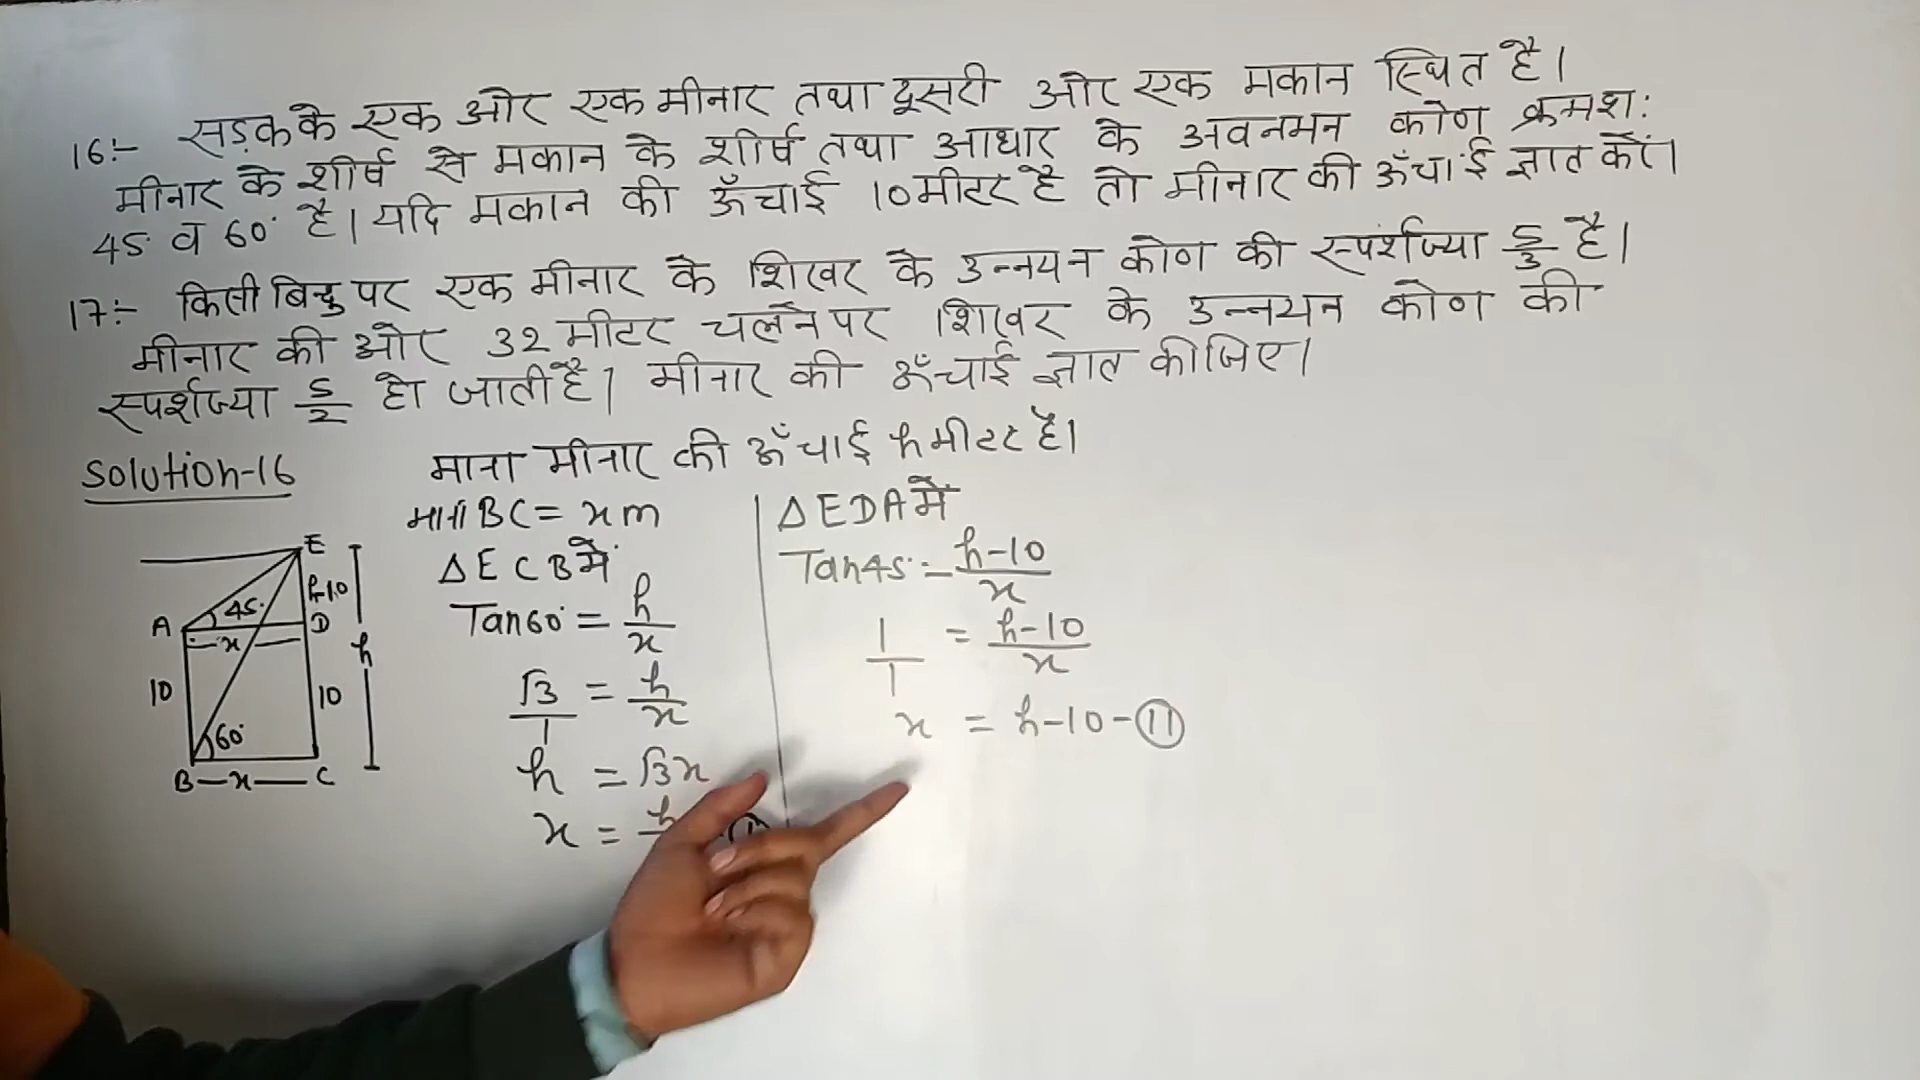 16:- सड़क के एक ओर एक मीनार तथा दूसरी ओर एक मकान स्थित है।
मीनार के शीर्ष से मकान के शीर्ष तथा आधार के अवनमन कोण क्रमश:
45° व 60° है। यदि मकान की ऊँचाई 10 मीटर है तो मीनार की ऊँचाई ज्ञात करें।
17:- किसी बिन्दु पर एक मीनार के शिखर के उन्नयन कोण की स्पर्शज्या 5/3 है।
मीनार की ओर 32 मीटर चलने पर शिखर के उन्नयन कोण की
स्पर्शज्या 5/2 हो जाती है। मीनार की ऊँचाई ज्ञात कीजिए।
Solution-16
माना मीनार की ऊँचाई h मीटर है।
E
h-10
45°
A
D
x
h
10
10
60°
B—x—C
माना BC = x m
△ECB में
Tan60° = h/x
√3/1 = h/x
h = √3x
x = h
△EDA में
Tan45° = h-10/x
1/1 = h-10/x
x = h-10-(11)